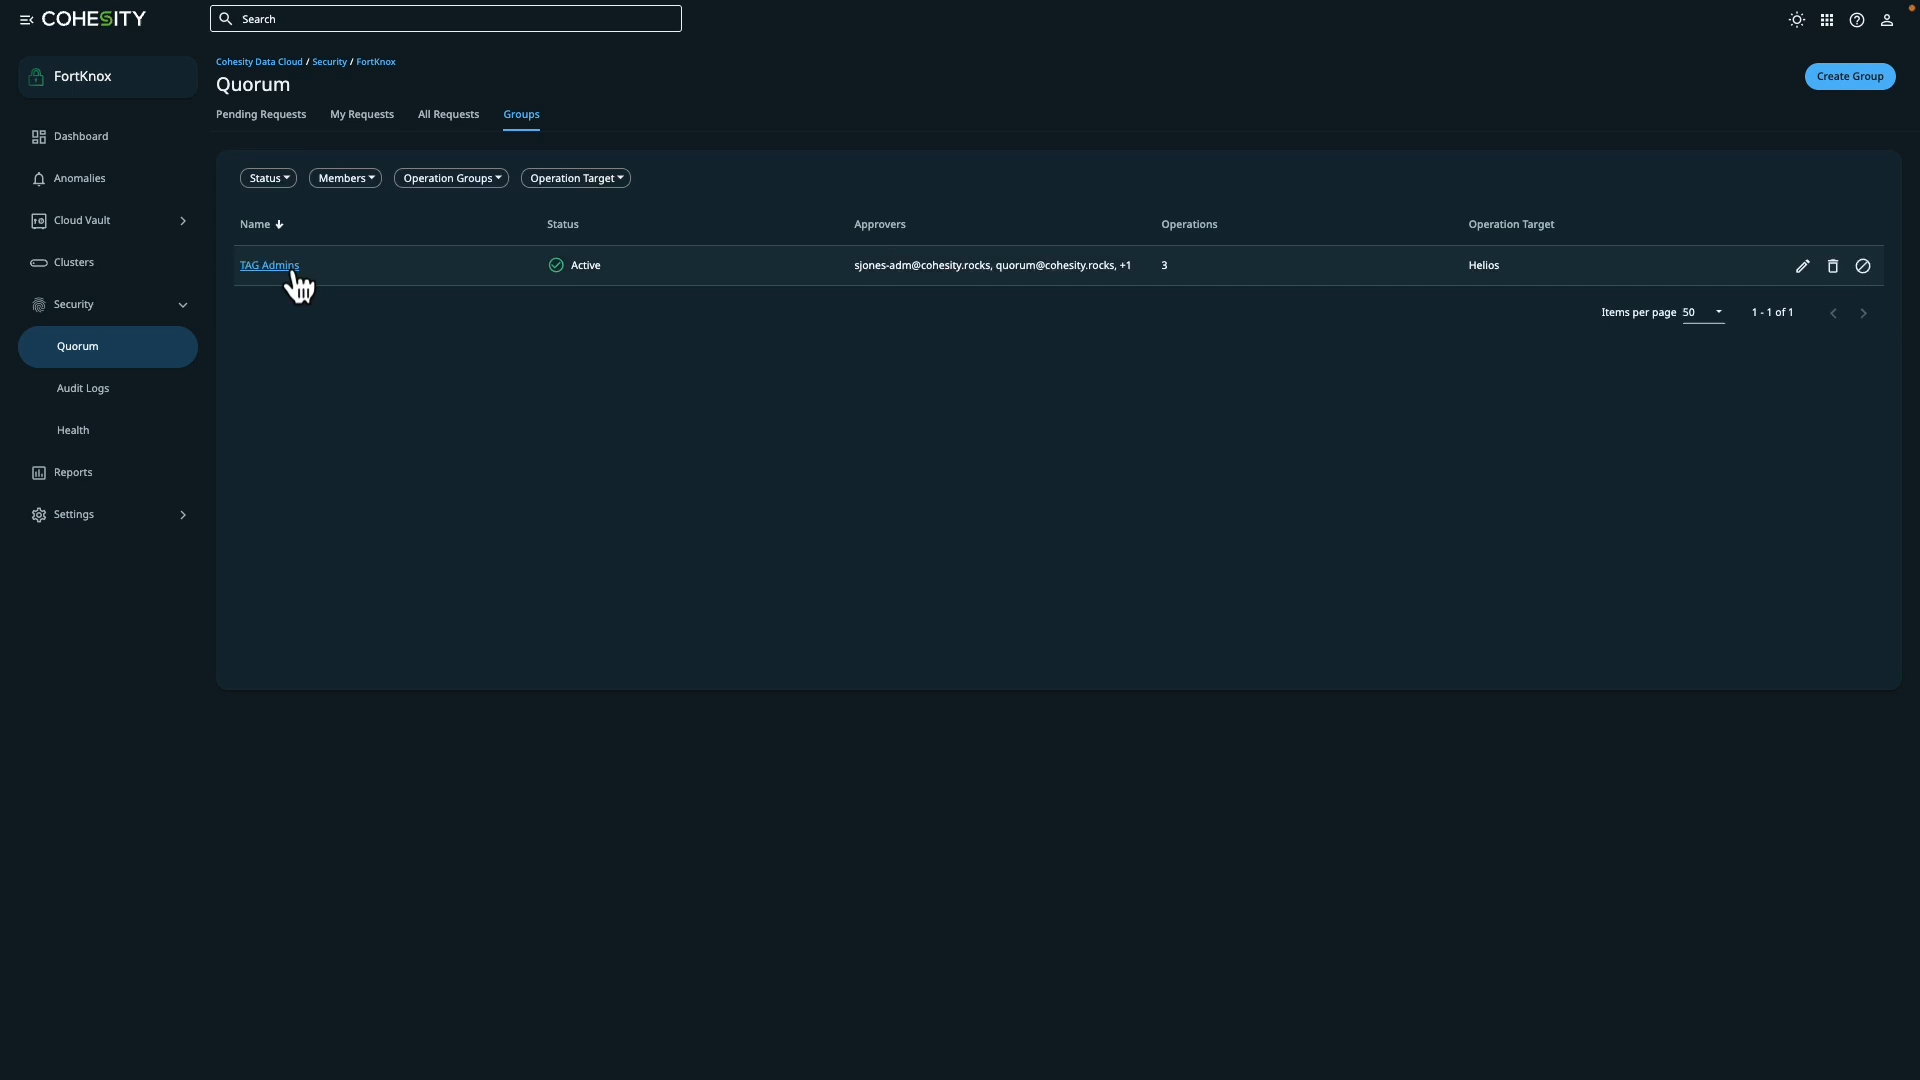 COHESITY
Search
FortKnox
Dashboard
Anomalies
Cloud Vault
Clusters
Security
Quorum
Audit Logs
Health
Reports
Settings
Cohesity Data Cloud / Security / FortKnox
Quorum
Create Group
Pending Requests My Requests All Requests Groups
Status Members Operation Groups Operation Target
Name Status Approvers Operations Operation Target
TAG Admins Active sjones-adm@cohesity.rocks, quorum@cohesity.rocks, +1 3 Helios
Items per page 50 1 - 1 of 1